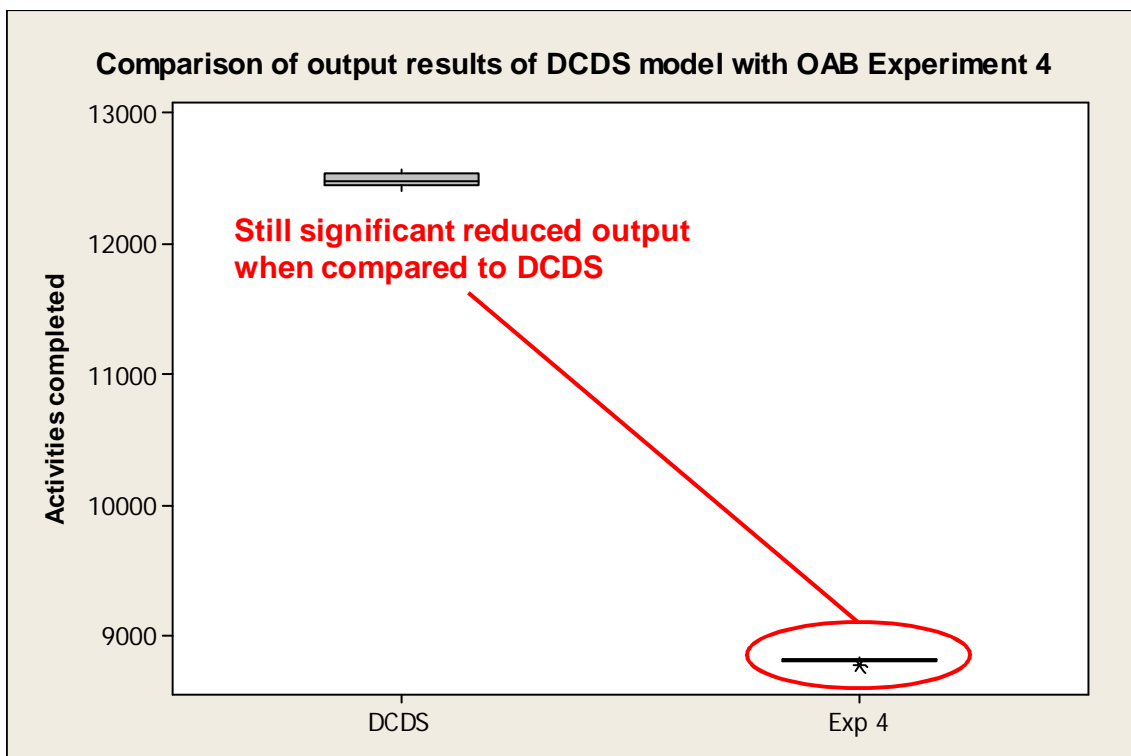 Comparison of output results of DCDS model with OAB Experiment 4
13000
12000
11000
10000
9000
Activities completed
Still significant reduced output
when compared to DCDS
DCDS
Exp 4